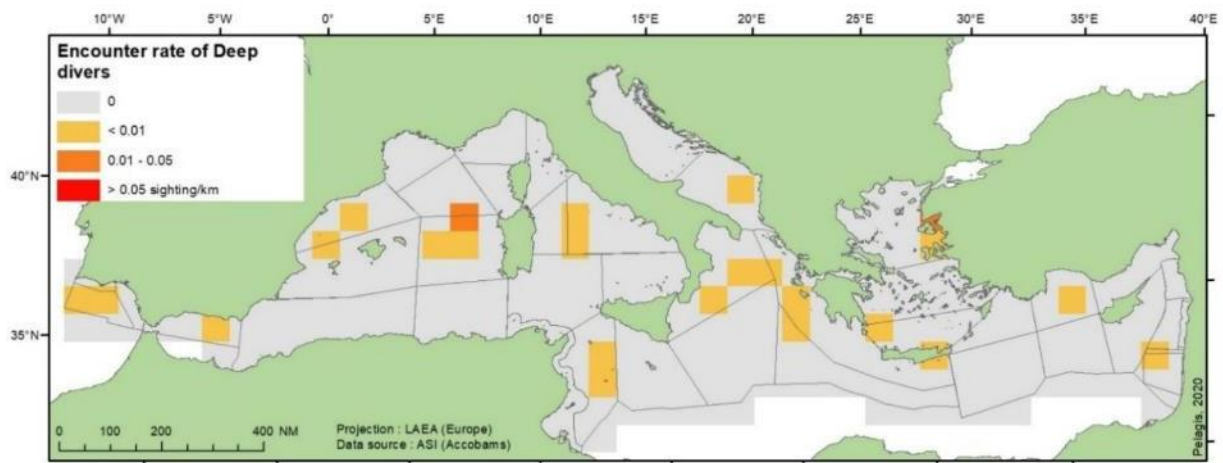 10°W 5°W 0° 5°E 10°E 15°E 20°E 25°E 30°E 35°E 40°E
Encounter rate of Deep
divers
0
< 0.01
0.01 - 0.05
> 0.05 sighting/km
40°N
35°N
0 100 200 400 NM
Projection : LAEA (Europe)
Data source : ASI (Accobams)
Pelagis, 2020